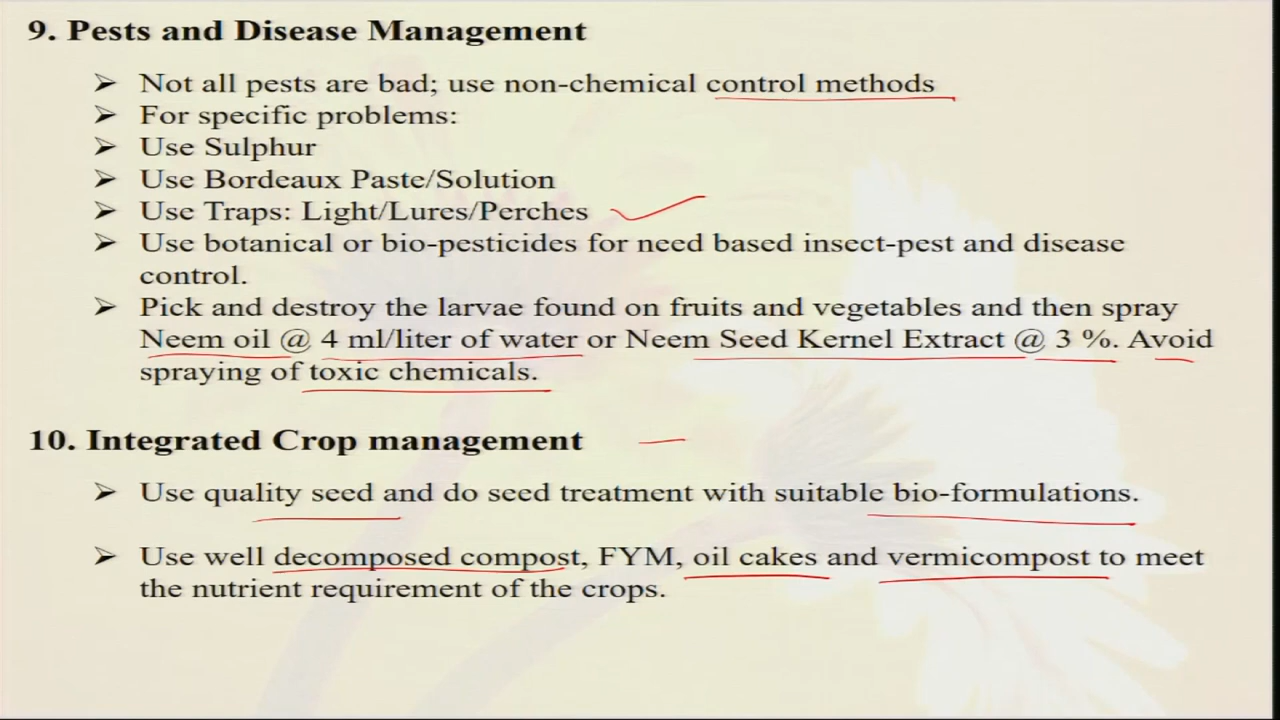 9. Pests and Disease Management
➢ Not all pests are bad; use non-chemical control methods
➢ For specific problems:
➢ Use Sulphur
➢ Use Bordeaux Paste/Solution
➢ Use Traps: Light/Lures/Perches
➢ Use botanical or bio-pesticides for need based insect-pest and disease
control.
➢ Pick and destroy the larvae found on fruits and vegetables and then spray
Neem oil @ 4 ml/liter of water or Neem Seed Kernel Extract @ 3 %. Avoid
spraying of toxic chemicals.
10. Integrated Crop management
➢ Use quality seed and do seed treatment with suitable bio-formulations.
➢ Use well decomposed compost, FYM, oil cakes and vermicompost to meet
the nutrient requirement of the crops.